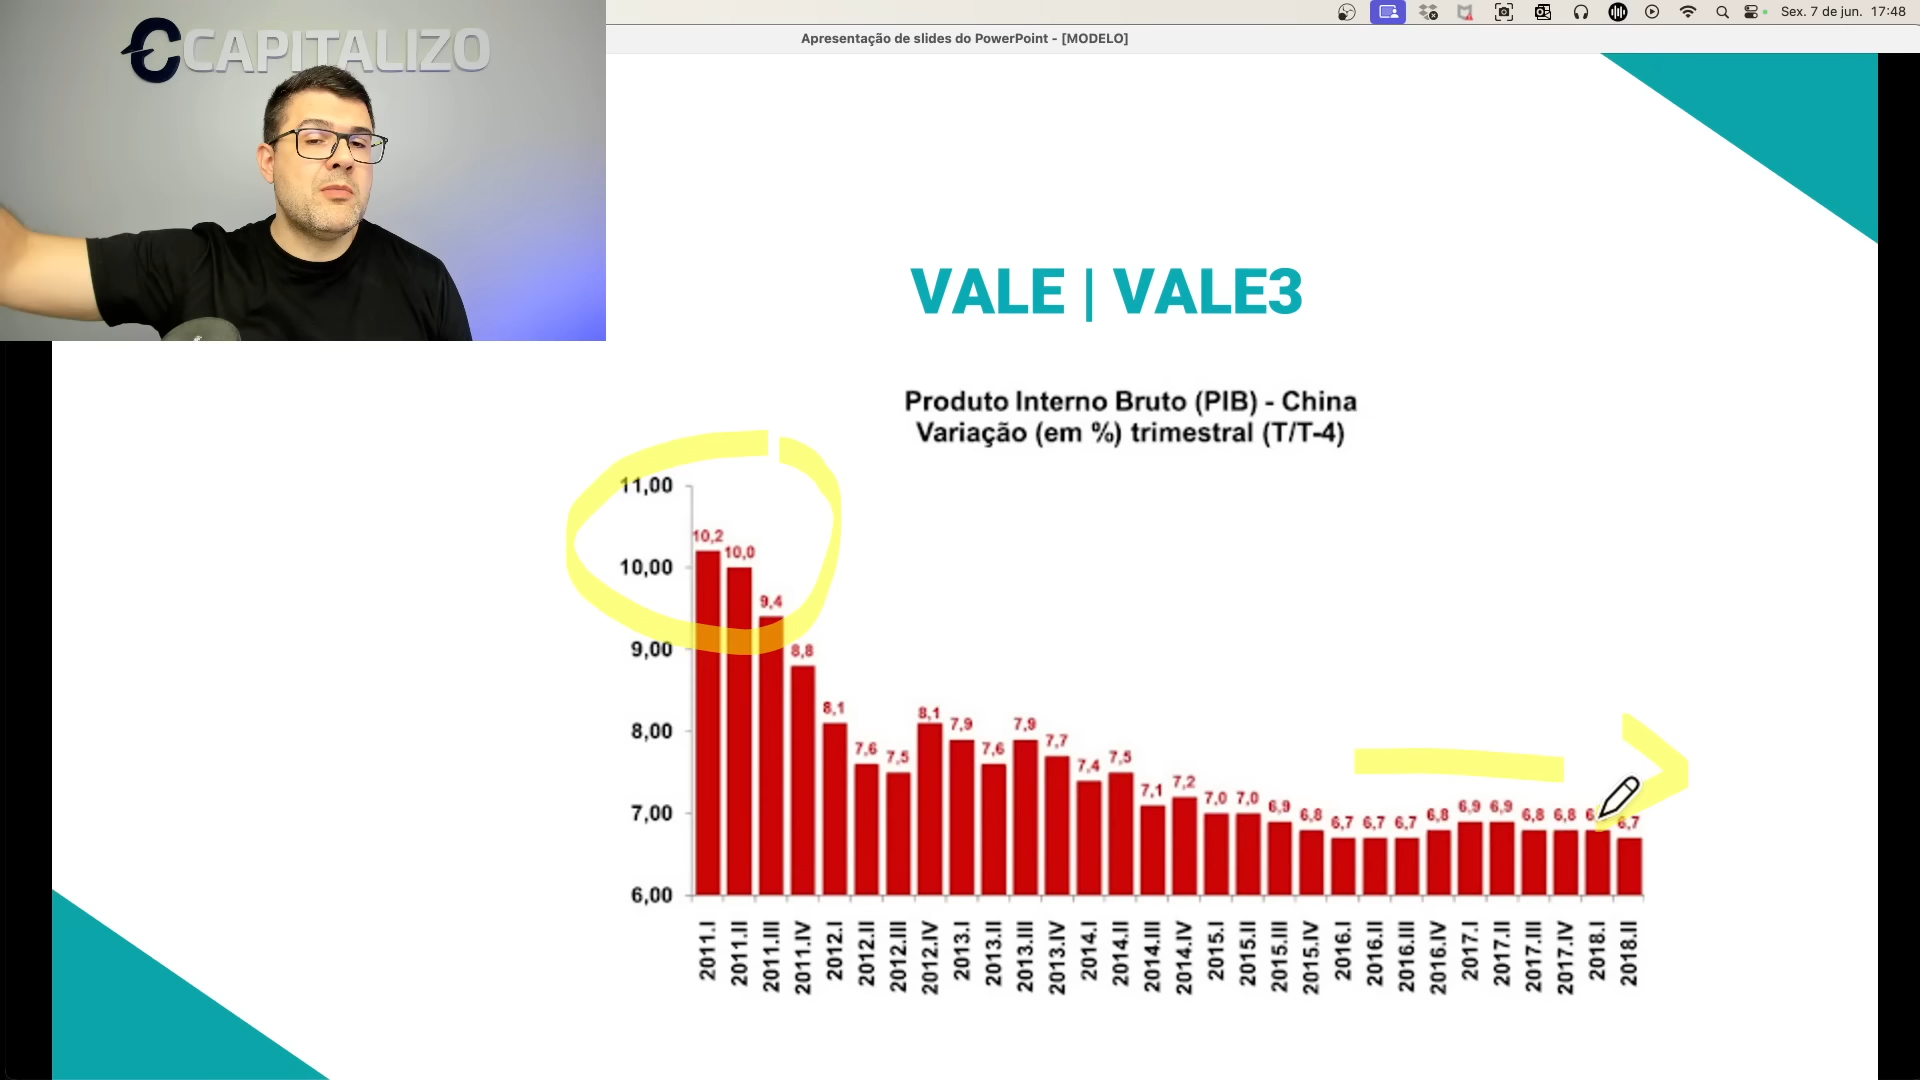 CAPITALIZO
Sex. 7 de jun. 17:48
Apresentação de slides do PowerPoint - [MODELO]
VALE | VALE3
Produto Interno Bruto (PIB) - China
Variação (em %) trimestral (T/T-4)
11,00
10,00
9,00
8,00
7,00
6,00
10,2
10,0
9,4
8,8
8,1
7,6
7,5
8,1
7,9
7,6
7,9
7,7
7,4
7,5
7,1
7,2
7,0
7,0
6,9
6,8
6,7
6,7
6,7
6,8
6,9
6,9
6,8
6,8
6,7
2011.I
2011.II
2011.III
2011.IV
2012.I
2012.II
2012.III
2012.IV
2013.I
2013.II
2013.III
2013.IV
2014.I
2014.II
2014.III
2014.IV
2015.I
2015.II
2015.III
2015.IV
2016.I
2016.II
2016.III
2016.IV
2017.I
2017.II
2017.III
2017.IV
2018.I
2018.II